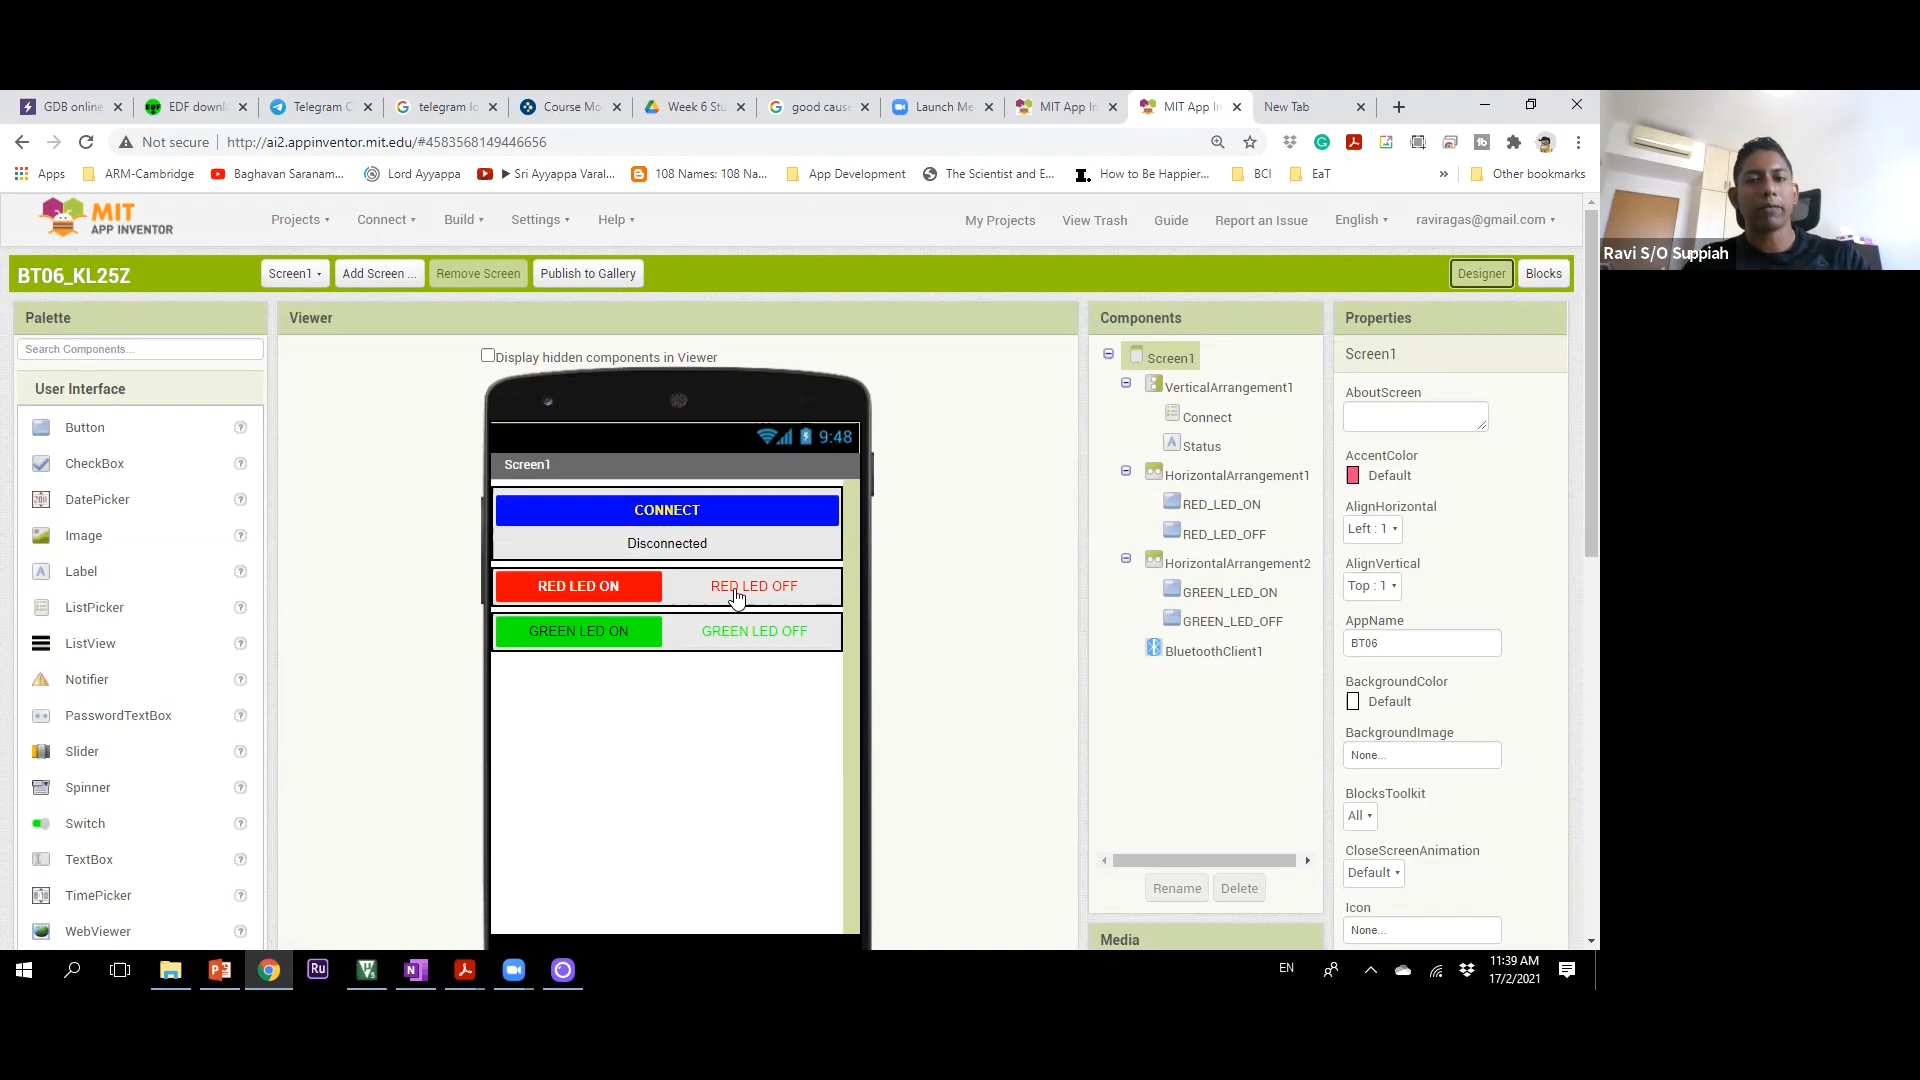 GDB online
EDF downl
Telegram C
telegram lo
Course Mo
Week 6 Stu
good cause
Launch Me
MIT App In
MIT App In
New Tab
Not secure
http://ai2.appinventor.mit.edu/#4583568149446656
Apps
ARM-Cambridge
Baghavan Saranam...
Lord Ayyappa
Sri Ayyappa Varal...
108 Names: 108 Na...
App Development
The Scientist and E...
How to Be Happier...
BCI
EaT
»
Other bookmarks
MIT
APP INVENTOR
Projects
Connect
Build
Settings
Help
My Projects
View Trash
Guide
Report an Issue
English
raviragas@gmail.com
Ravi S/O Suppiah
BT06_KL25Z
Screen1
Add Screen ...
Remove Screen
Publish to Gallery
Designer
Blocks
Palette
Search Components...
User Interface
Button
CheckBox
DatePicker
Image
Label
ListPicker
ListView
Notifier
PasswordTextBox
Slider
Spinner
Switch
TextBox
TimePicker
WebViewer
Viewer
Display hidden components in Viewer
9:48
Screen1
CONNECT
Disconnected
RED LED ON
RED LED OFF
GREEN LED ON
GREEN LED OFF
Components
Screen1
VerticalArrangement1
Connect
Status
HorizontalArrangement1
RED_LED_ON
RED_LED_OFF
HorizontalArrangement2
GREEN_LED_ON
GREEN_LED_OFF
BluetoothClient1
Rename
Delete
Media
Properties
Screen1
AboutScreen
AccentColor
Default
AlignHorizontal
Left : 1
AlignVertical
Top : 1
AppName
BT06
BackgroundColor
Default
BackgroundImage
None...
BlocksToolkit
All
CloseScreenAnimation
Default
Icon
None...
EN
11:39 AM
17/2/2021